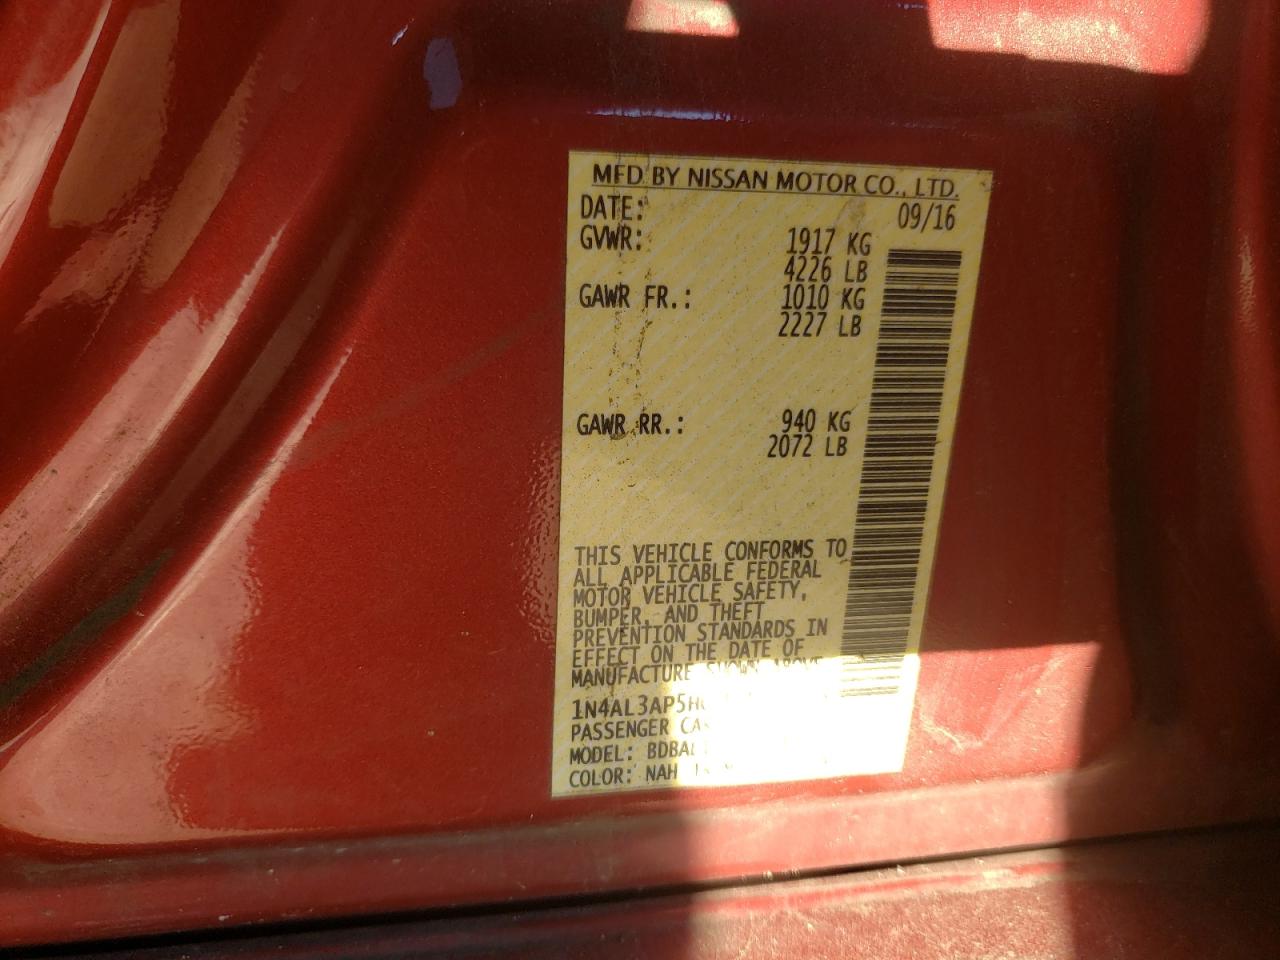 MFD BY NISSAN MOTOR CO., LTD.
DATE: 09/16
GVWR: 1917 KG
4226 LB
GAWR FR.: 1010 KG
2227 LB
GAWR RR.: 940 KG
2072 LB
THIS VEHICLE CONFORMS TO
ALL APPLICABLE FEDERAL
MOTOR VEHICLE SAFETY,
BUMPER, AND THEFT
PREVENTION STANDARDS IN
EFFECT ON THE DATE OF
MANUFACTURE SHOWN ABOVE
PASSENGER
MODEL:
COLOR: NAH